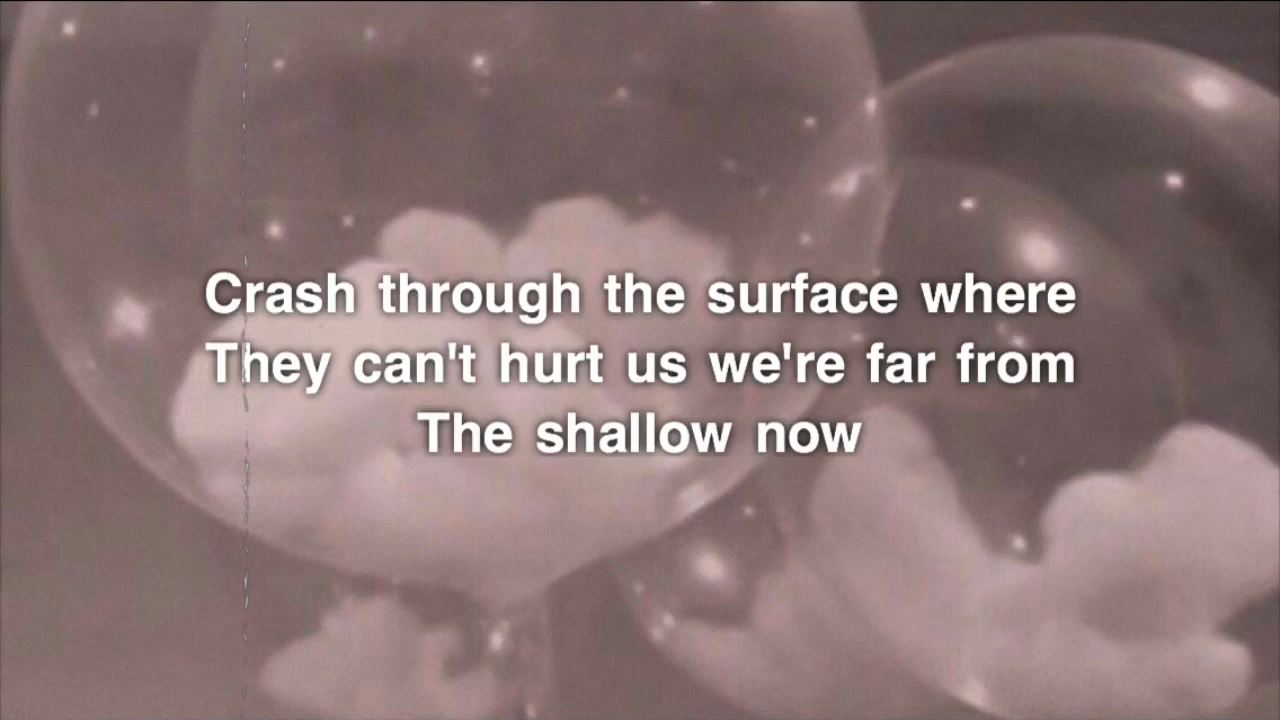 Crash through the surface where
They can't hurt us we're far from
The shallow now